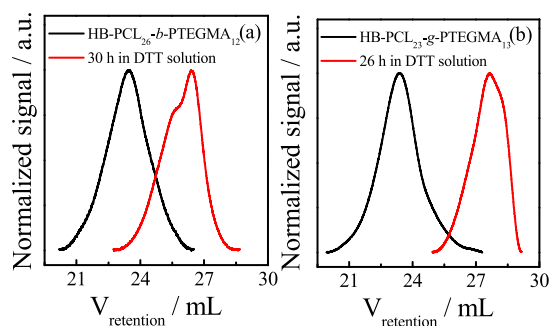 HB-PCL26-b-PTEGMA12 (a)
30 h in DTT solution
Normalized signal / a.u.
21 24 27 30
Vretention / mL
HB-PCL23-g-PTEGMA13 (b)
26 h in DTT solution
Normalized signal / a.u.
21 24 27 30
Vretention / mL